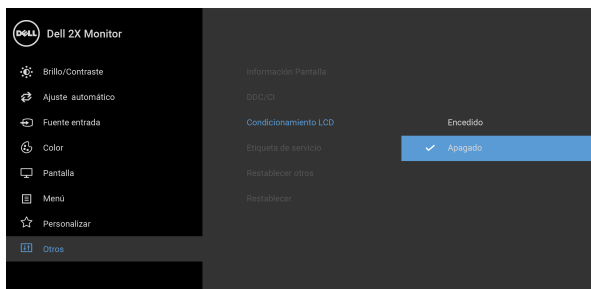 DELL Dell 2X Monitor
Brillo/Contraste
Información Pantalla
Ajuste automático
DDC/CI
Fuente entrada
Condicionamiento LCD
Encedido
Color
Etiqueta de servicio
Apagado
Pantalla
Restablecer otros
Menú
Restablecer
Personalizar
Otros